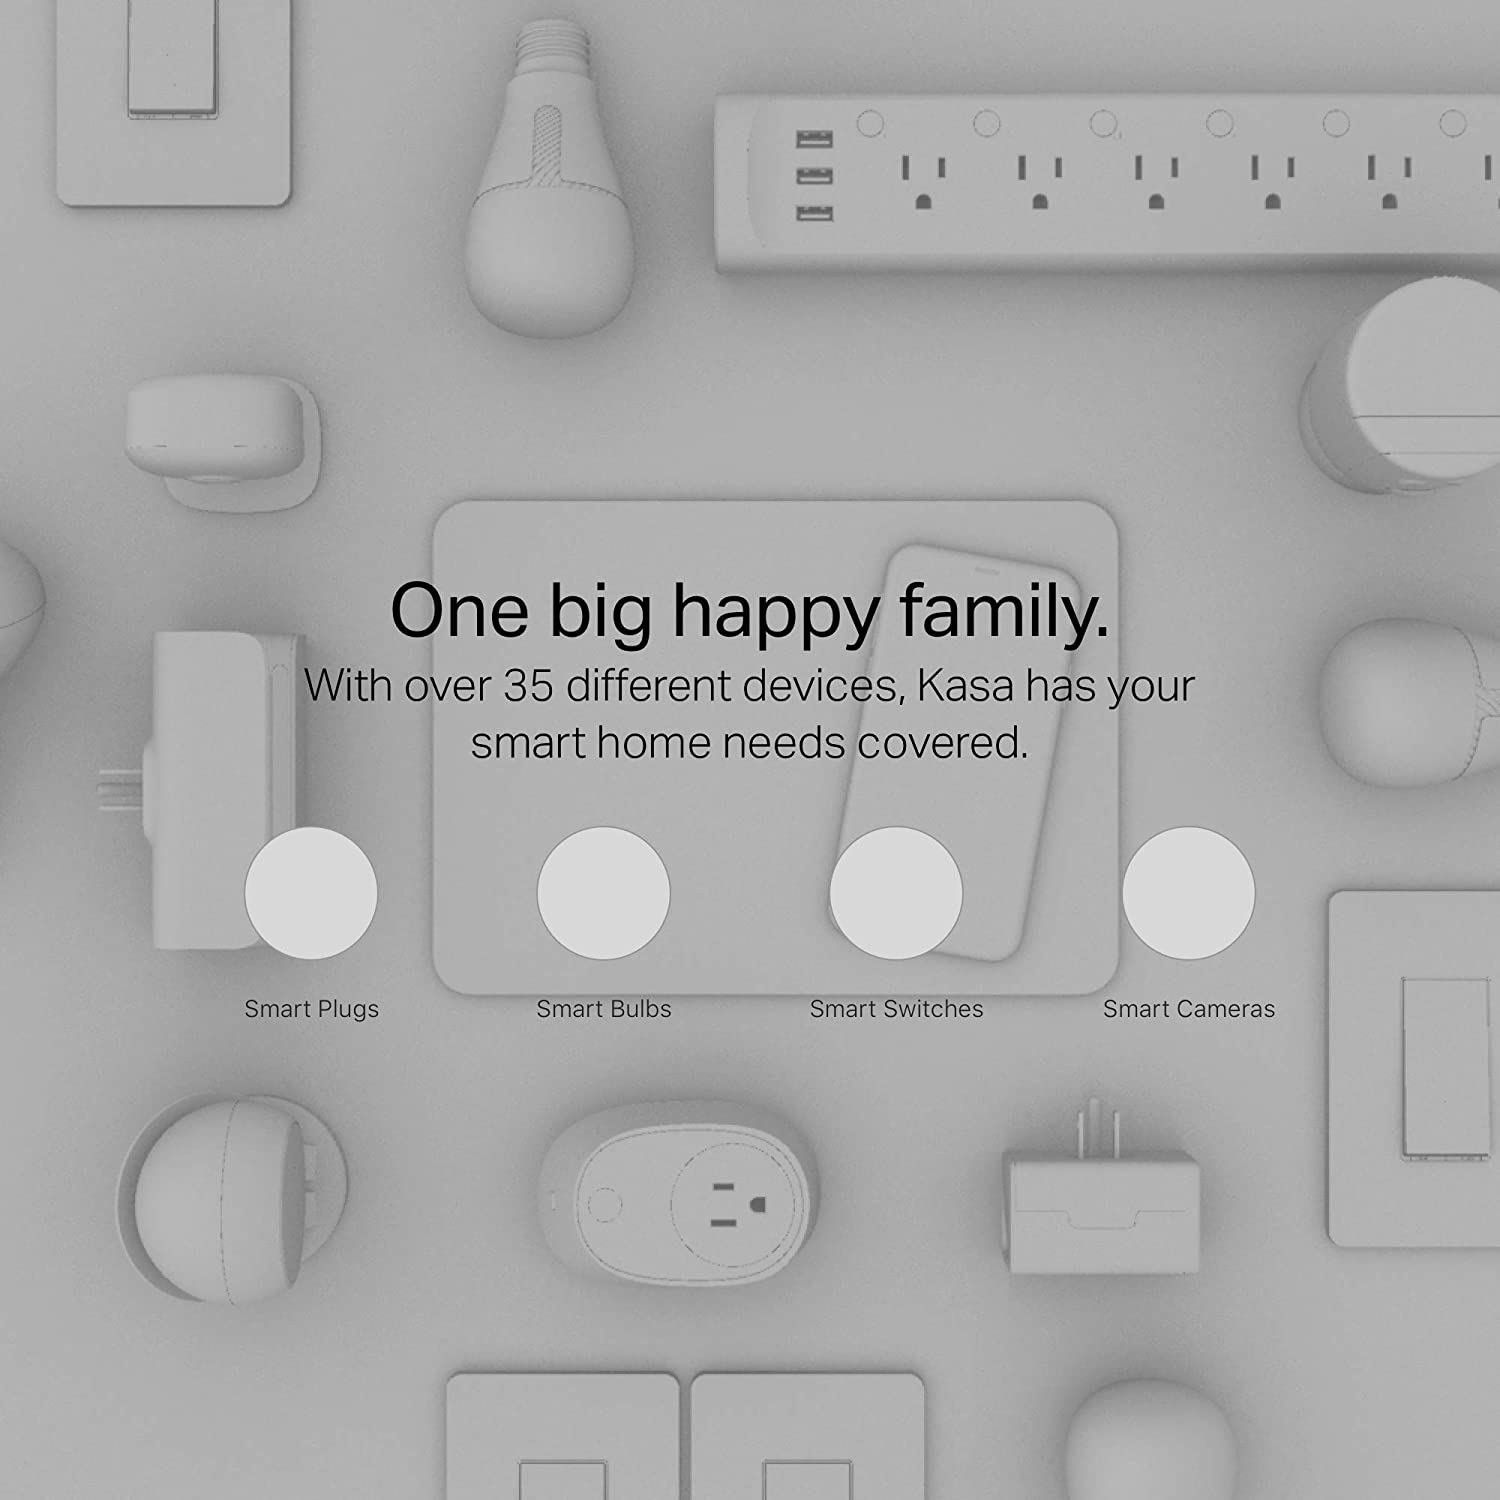 One big happy family.
With over 35 different devices, Kasa has your
smart home needs covered.
Smart Plugs
Smart Bulbs
Smart Switches
Smart Cameras